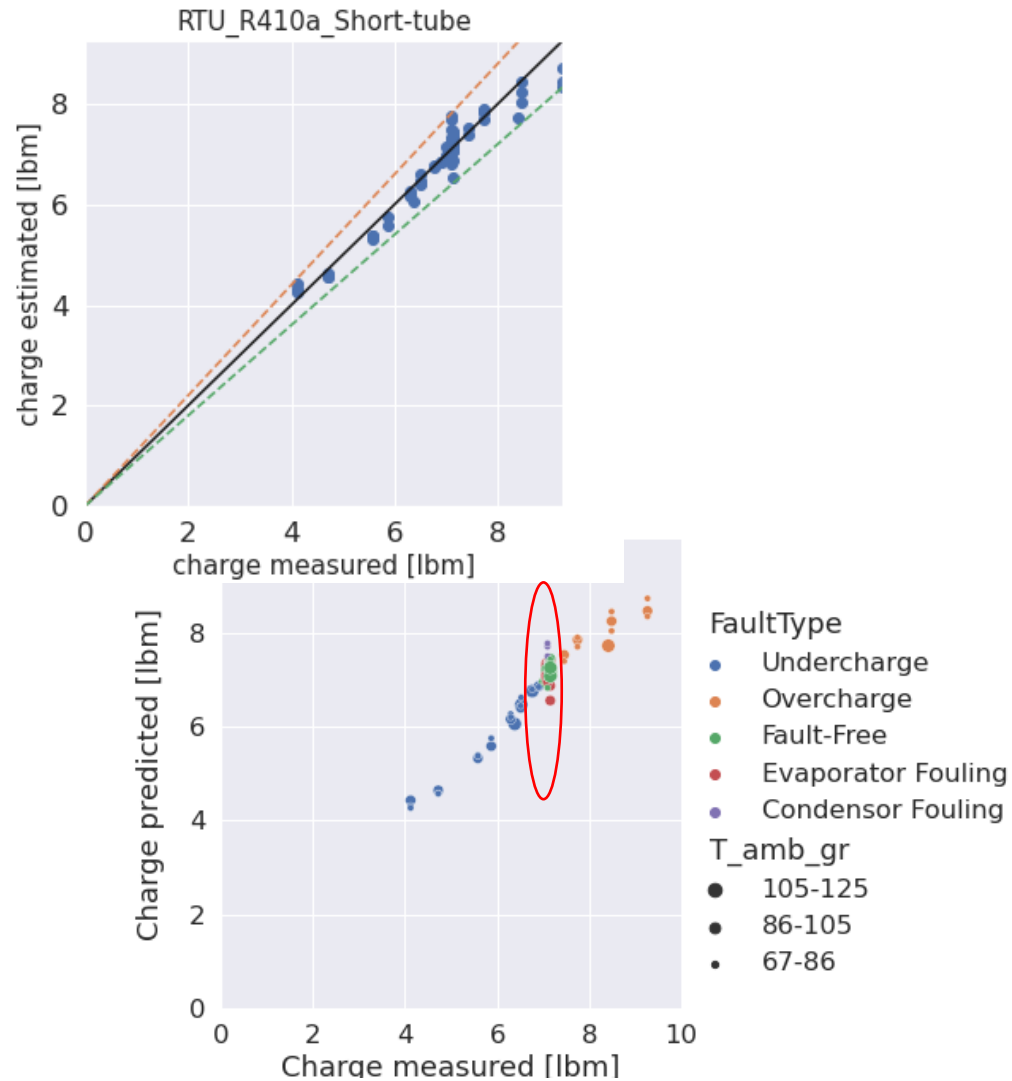 RTU_R410a_Short-tube
charge estimated [lbm]
8
6
4
2
0
0 2 4 6 8
charge measured [lbm]
Charge predicted [lbm]
8
6
4
2
0
0 2 4 6 8 10
Charge measured [lbm]
FaultType
Undercharge
Overcharge
Fault-Free
Evaporator Fouling
Condensor Fouling
T_amb_gr
105-125
86-105
67-86